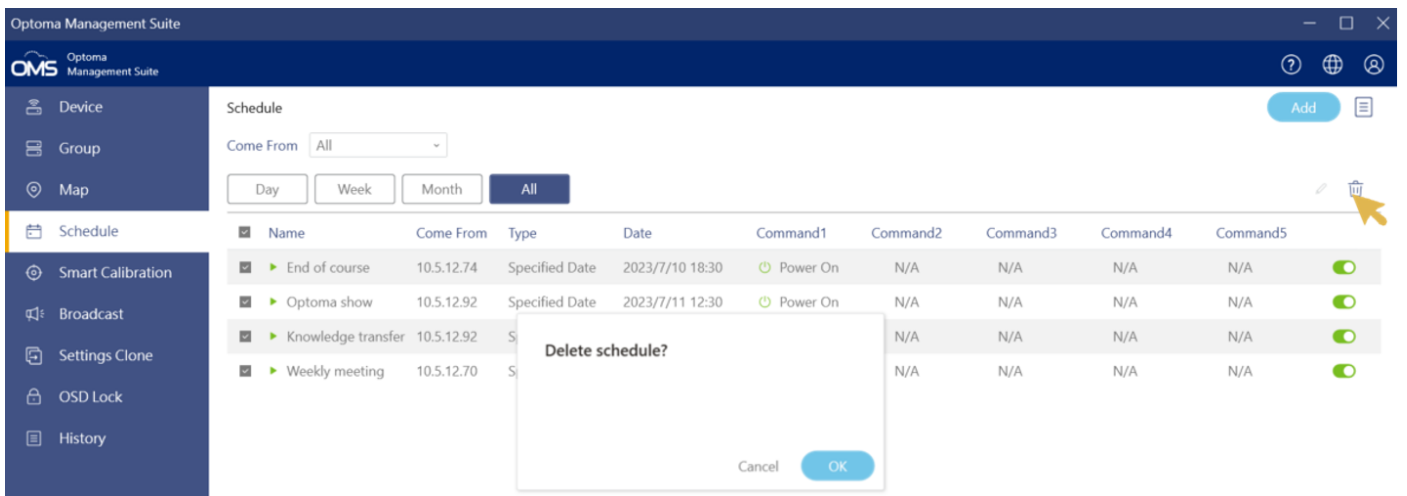 Optoma Management Suite
OMS Optoma
Management Suite
Device
Group
Map
Schedule
Smart Calibration
Broadcast
Settings Clone
OSD Lock
History
Schedule
Add
Come From All
Day Week Month All
Name Come From Type Date Command1 Command2 Command3 Command4 Command5
End of course 10.5.12.74 Specified Date 2023/7/10 18:30 Power On N/A N/A N/A N/A
Optoma show 10.5.12.92 Specified Date 2023/7/11 12:30 Power On N/A N/A N/A N/A
Knowledge transfer 10.5.12.92 S N/A N/A N/A N/A
Weekly meeting 10.5.12.70 S N/A N/A N/A N/A
Delete schedule?
Cancel OK